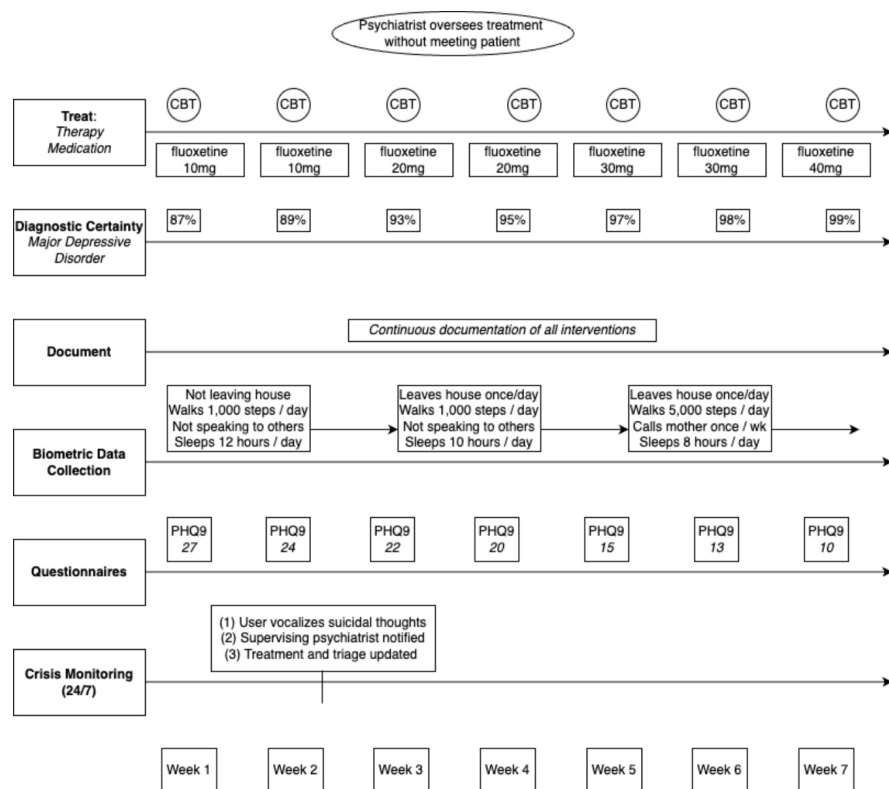 Psychiatrist oversees treatment
without meeting patient
CBT CBT CBT CBT CBT CBT CBT
Treat:
Therapy
Medication
fluoxetine fluoxetine fluoxetine fluoxetine fluoxetine fluoxetine fluoxetine
10mg 10mg 20mg 20mg 30mg 30mg 40mg
87% 89% 93% 95% 97% 98% 99%
Diagnostic Certainty
Major Depressive
Disorder
Continuous documentation of all interventions
Document
Not leaving house
Walks 1,000 steps / day
Not speaking to others
Sleeps 12 hours / day
Leaves house once/day
Walks 1,000 steps / day
Not speaking to others
Sleeps 10 hours / day
Leaves house once/day
Walks 5,000 steps / day
Calls mother once / wk
Sleeps 8 hours / day
Biometric Data
Collection
PHQ9 PHQ9 PHQ9 PHQ9 PHQ9 PHQ9 PHQ9
27 24 22 20 15 13 10
Questionnaires
(1) User vocalizes suicidal thoughts
(2) Supervising psychiatrist notified
(3) Treatment and triage updated
Crisis Monitoring
(24/7)
Week 1 Week 2 Week 3 Week 4 Week 5 Week 6 Week 7